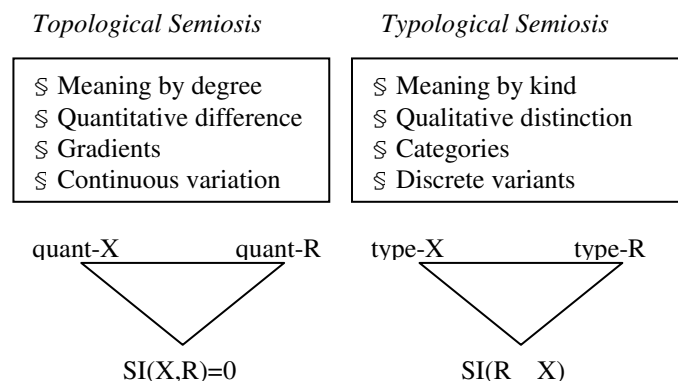 Topological Semiosis Typological Semiosis
§ Meaning by degree
§ Quantitative difference
§ Gradients
§ Continuous variation
§ Meaning by kind
§ Qualitative distinction
§ Categories
§ Discrete variants
quant-X quant-R type-X type-R
SI(X,R)=0 SI(R X)